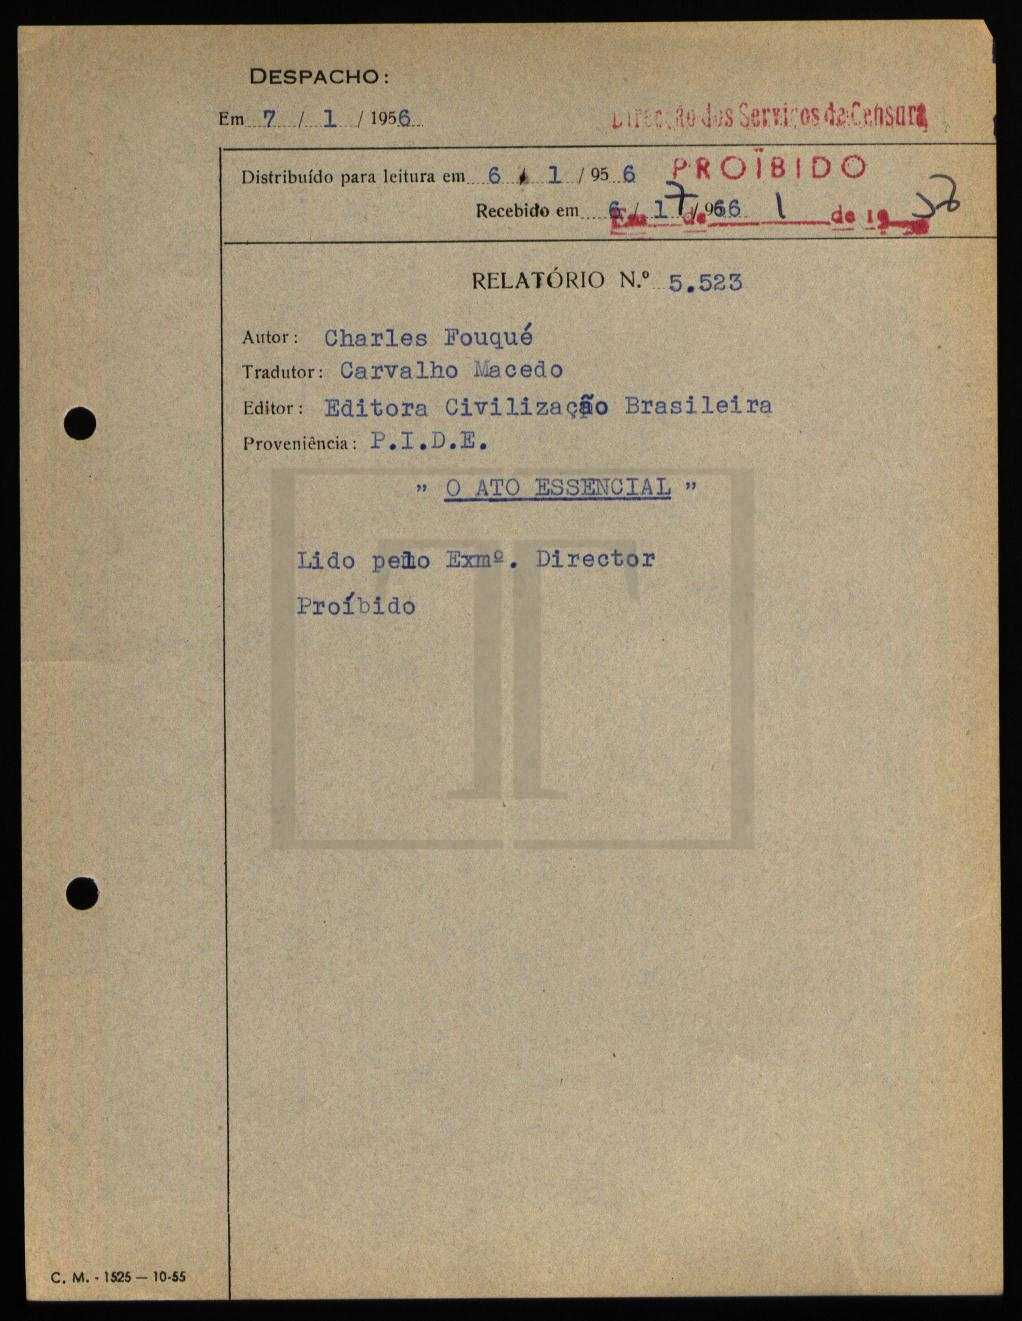 DESPACHO:
Em 7 / 1 / 1956
Direcção dos Serviços de Censura
Distribuído para leitura em 6 / 1 / 95 6
PROÏBIDO
Recebido em 6 / 1 / 956
7 de 1 de 19 56
RELATÓRIO N.º 5.523
Autor: Charles Fouqué
Tradutor: Carvalho Macedo
Editor: Editora Civilização Brasileira
Proveniência: P.I.D.E.
" O ATO ESSENCIAL "
Lido pelo Exmº. Director
Proíbido
C. M. - 1525 — 10-55